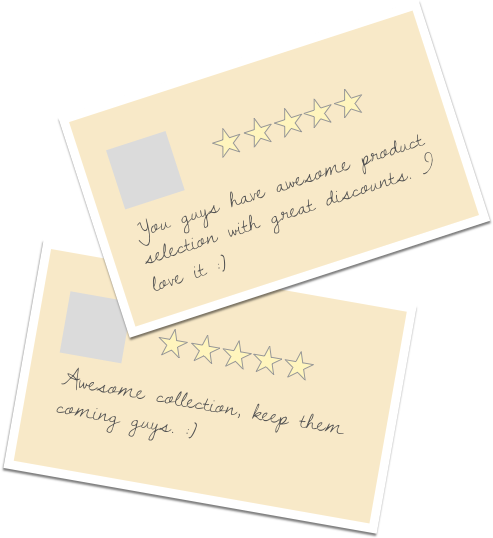 You guys have awesome product
selection with great discounts. I
love it :)
Awesome collection, keep them
coming guys. :)